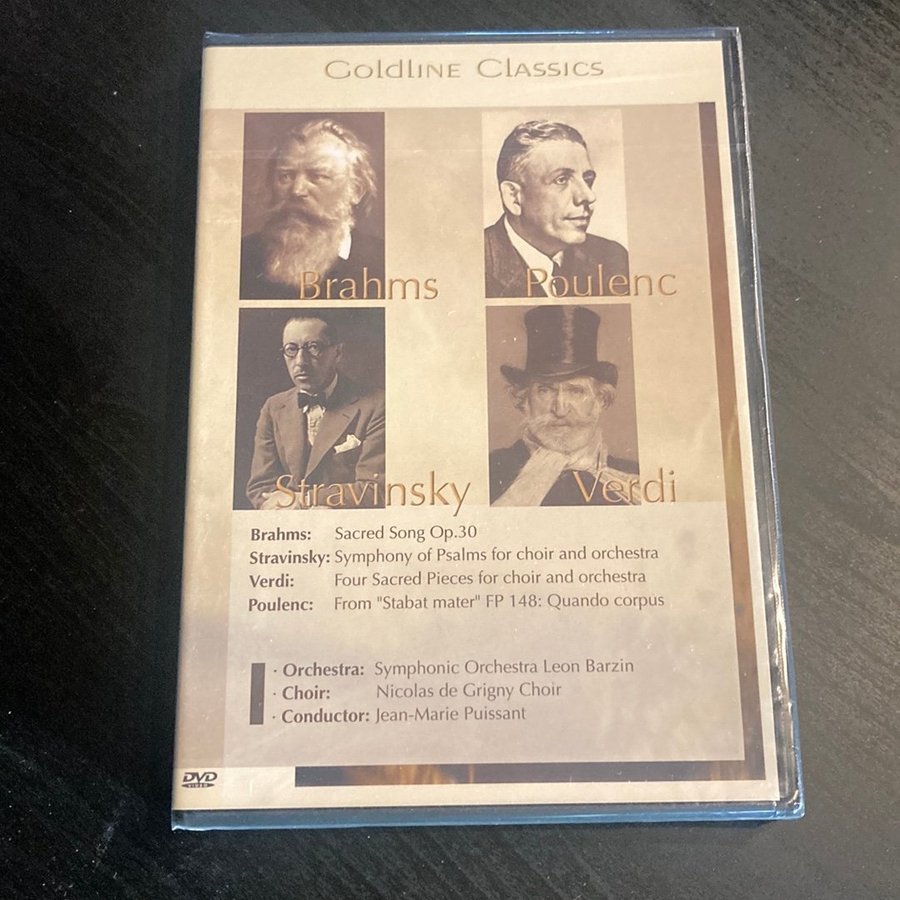 Goldline Classics
Brahms
Poulenc
Stravinsky
Verdi
Brahms: Sacred Song Op.30
Stravinsky: Symphony of Psalms for choir and orchestra
Verdi: Four Sacred Pieces for choir and orchestra
Poulenc: From "Stabat mater" FP 148: Quando corpus
· Orchestra: Symphonic Orchestra Leon Barzin
· Choir: Nicolas de Grigny Choir
· Conductor: Jean-Marie Puissant
DVD
VIDEO